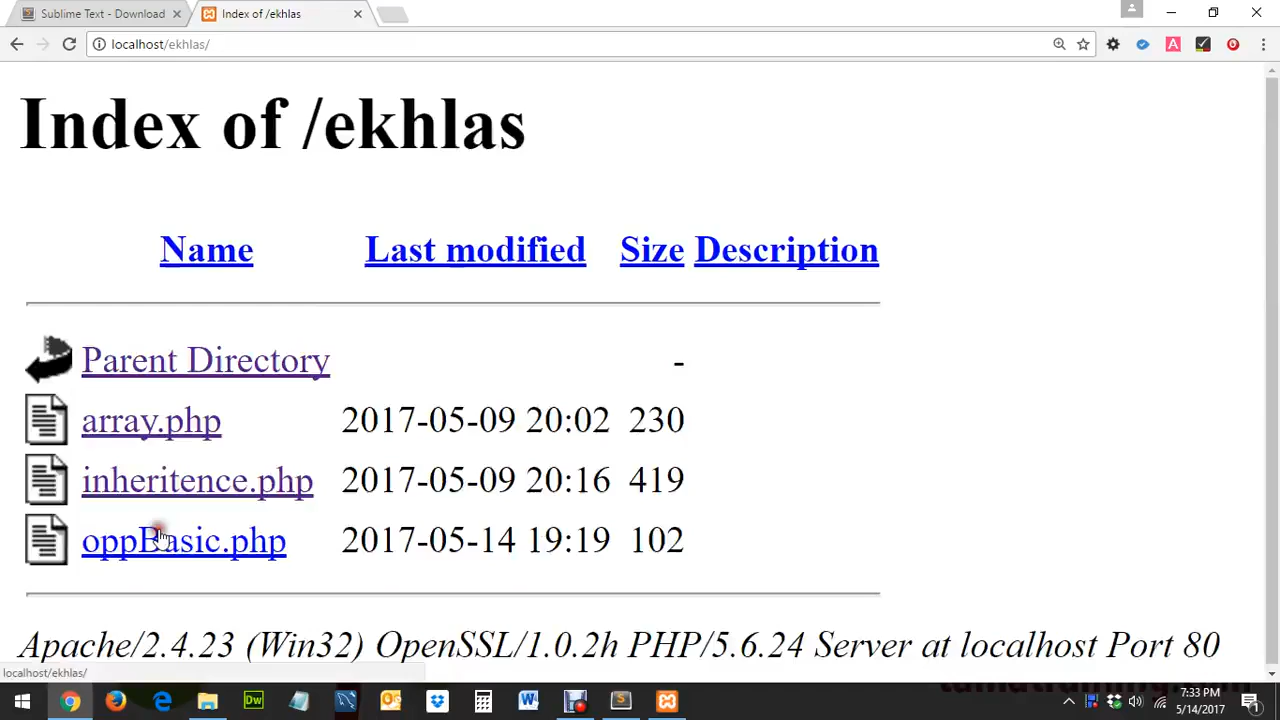 Sublime Text - Download
Index of /ekhlas
localhost/ekhlas/
Index of /ekhlas
Name Last modified Size Description
Parent Directory -
array.php 2017-05-09 20:02 230
inheritence.php 2017-05-09 20:16 419
oppBasic.php 2017-05-14 19:19 102
Apache/2.4.23 (Win32) OpenSSL/1.0.2h PHP/5.6.24 Server at localhost Port 80
localhost/ekhlas/
7:33 PM
5/14/2017